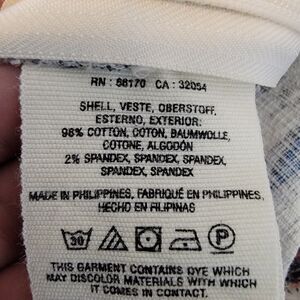 RN : 66170 CA : 32054
SHELL, VESTE, OBERSTOFF,
ESTERNO, EXTERIOR:
98% COTTON, COTON, BAUMWOLLE,
COTONE, ALGODÓN
2% SPANDEX, SPANDEX, SPANDEX,
SPANDEX, SPANDEX
MADE IN PHILIPPINES, FABRIQUÉ EN PHILIPPINES,
HECHO EN FILIPINAS
30 P
THIS GARMENT CONTAINS DYE WHICH
MAY DISCOLOR MATERIALS WITH WHICH
IT COMES IN CONTACT.